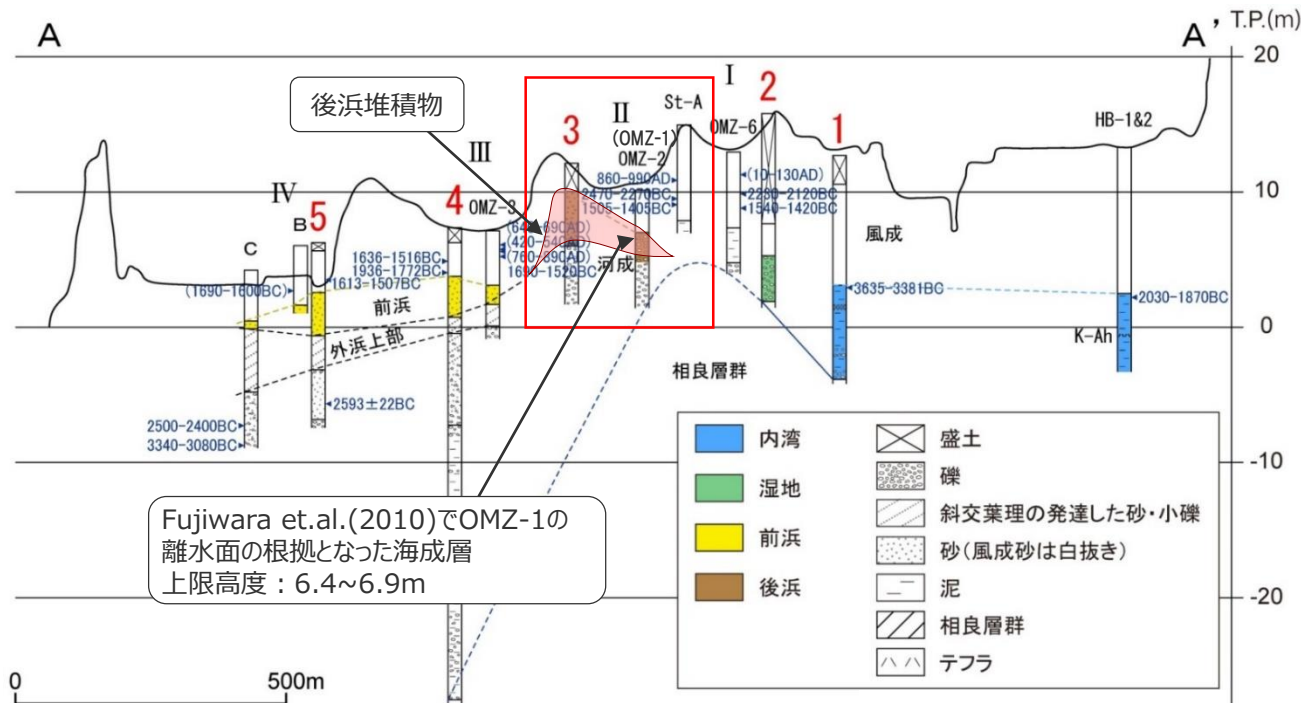 A
A'
T.P.(m)
20
後浜堆積物
I
2
St-A
II
(OMZ-1)
OMZ-2
OMZ-6
3
1
HB-1&2
III
860-990AD
(10-130AD)
2470-2270BC
2280-2120BC
10
1505-1405BC
1540-1420BC
IV
4
B
5
C
1636-1516BC
(420-540AD)
1936-1772BC
1690-1520BC
河成
風成
(1690-1600BC)
1613-1507BC
3635-3381BC
2030-1870BC
前浜
0
K-Ah
外浜上部
相良層群
2593±22BC
2500-2400BC
3340-3080BC
-10
Fujiwara et.al.(2010)でOMZ-1の
離水面の根拠となった海成層
上限高度:6.4~6.9m
内湾
湿地
前浜
後浜
盛土
礫
斜交葉理の発達した砂・小礫
砂(風成砂は白抜き)
泥
相良層群
テフラ
-20
0
500m